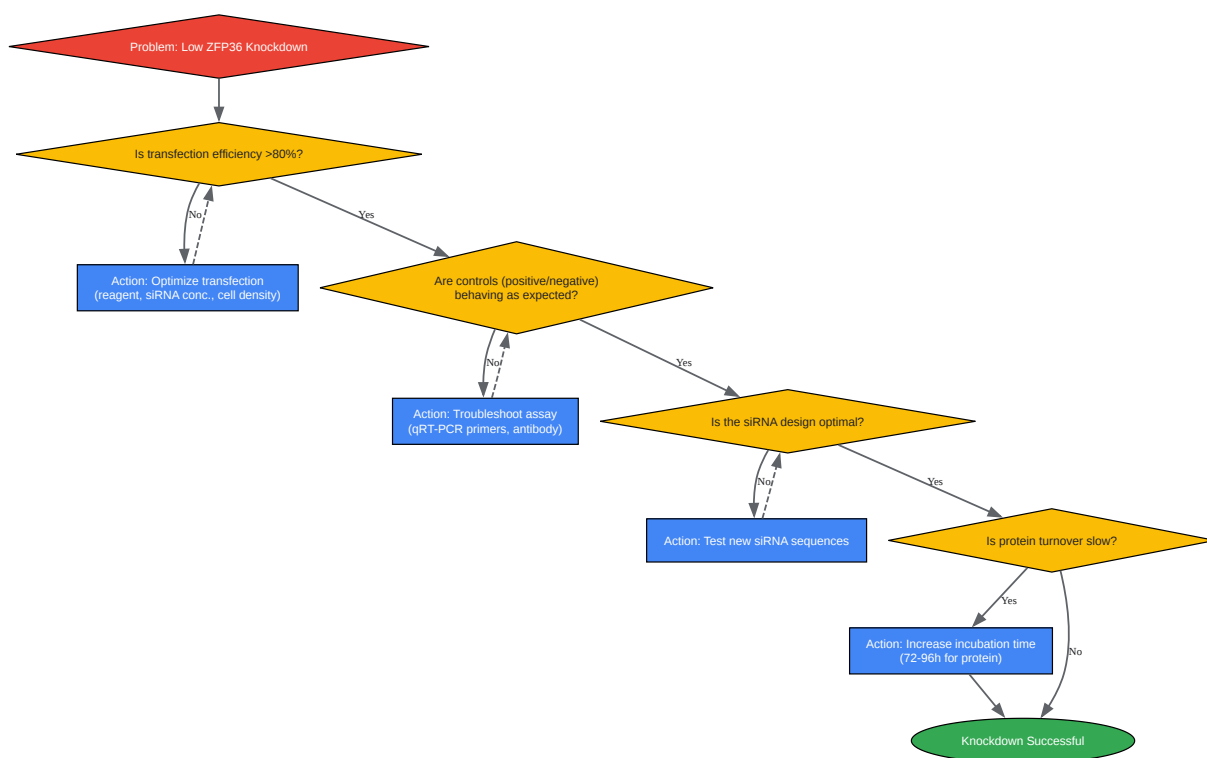 Problem: Low ZFP36 Knockdown
Is transfection efficiency >80%?
No
Yes
Action: Optimize transfection
(reagent, siRNA conc., cell density)
Are controls (positive/negative)
behaving as expected?
No
Yes
Action: Troubleshoot assay
(qRT-PCR primers, antibody)
Is the siRNA design optimal?
No
Yes
Action: Test new siRNA sequences
Is protein turnover slow?
Yes
No
Action: Increase incubation time
(72-96h for protein)
Knockdown Successful